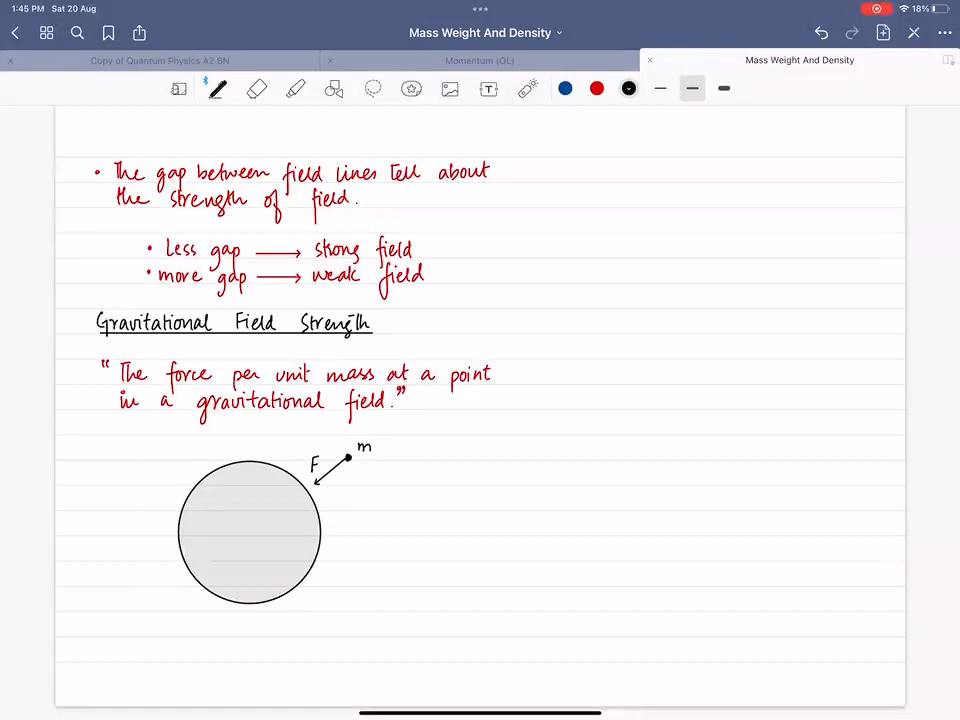 1:45 PM Sat 20 Aug
18%
Mass Weight And Density
Copy of Quantum Physics A2 BN
Momentum (QL)
Mass Weight And Density
T
• The gap between field lines tell about
the strength of field.
• Less gap ⟶ strong field
• more gap ⟶ weak field
Gravitational Field Strength
"The force per unit mass at a point
in a gravitational field."
m
F